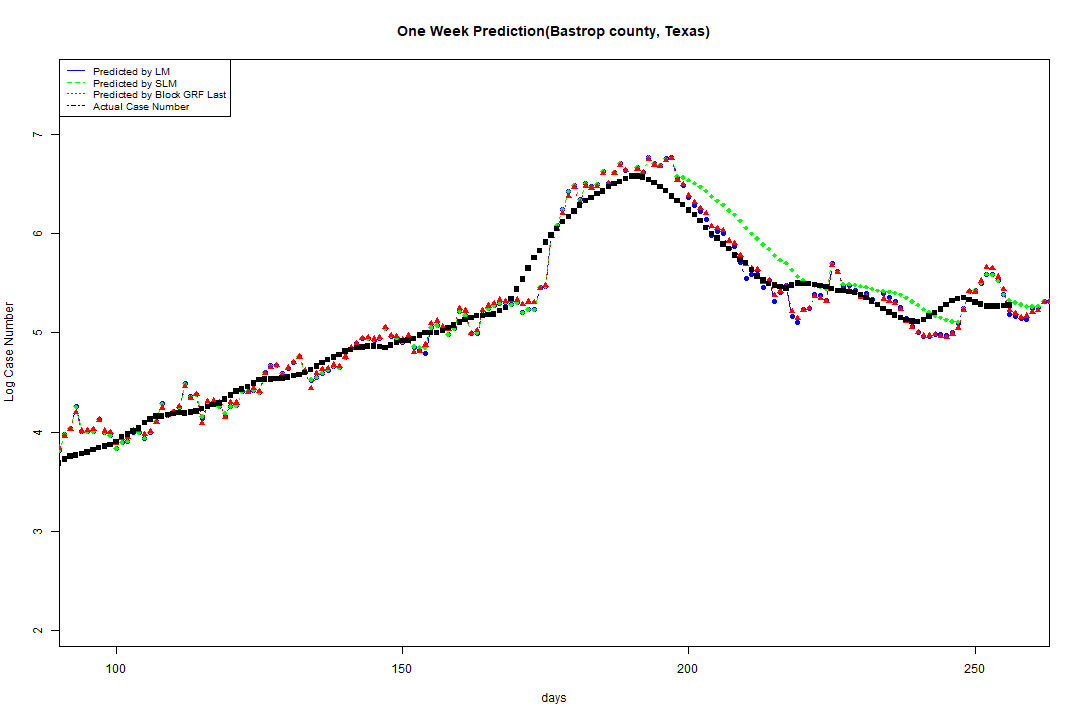 One Week Prediction(Bastrop county, Texas)
Predicted by LM
Predicted by SLM
Predicted by Block GRF Last
Actual Case Number
7
6
5
4
3
2
Log Case Number
100 150 200 250
days